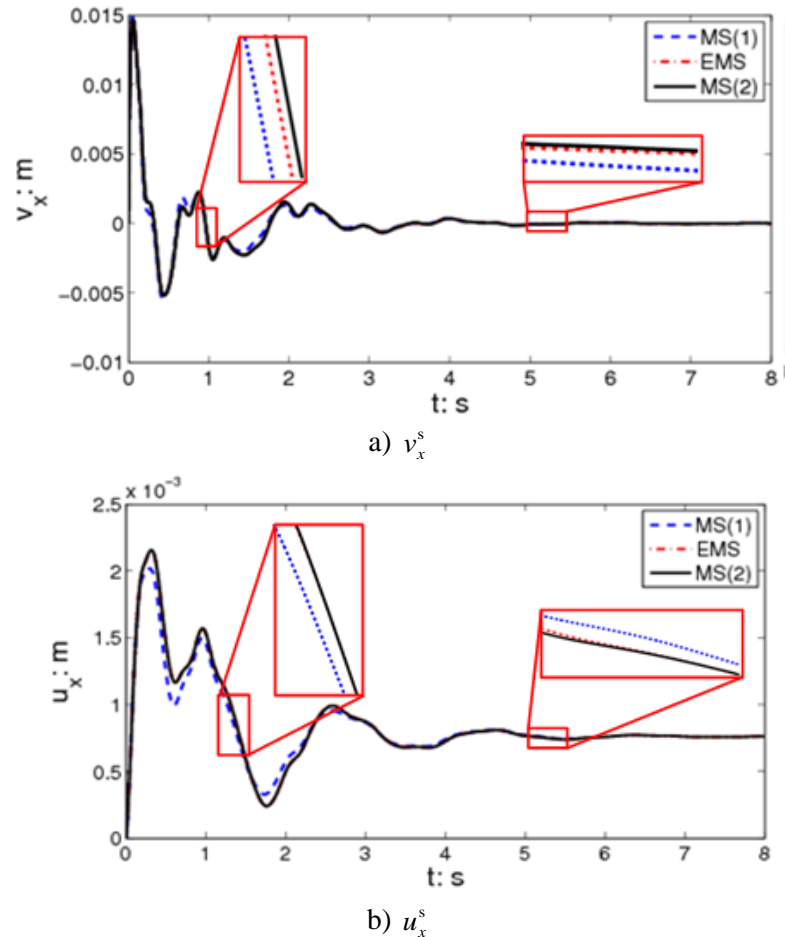 0.015
0.01
0.005
0
−0.005
−0.01
v_x: m
MS(1)
EMS
MS(2)
0 1 2 3 4 5 6 7 8
t: s
a) v_x^s
x 10^−3
2.5
2
1.5
1
0.5
0
u_x: m
MS(1)
EMS
MS(2)
0 1 2 3 4 5 6 7 8
t: s
b) u_x^s